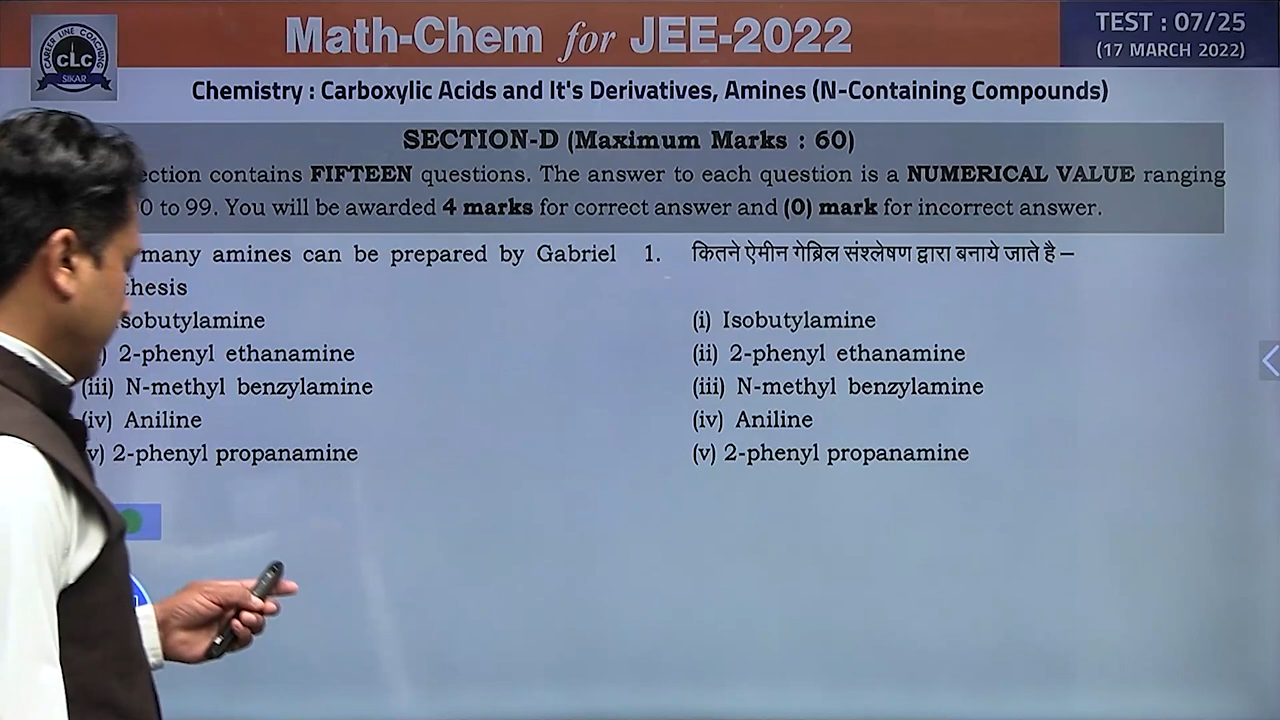 Math-Chem for JEE-2022
TEST : 07/25
(17 MARCH 2022)
CAREER LINE COACHING
CLC
SIKAR
Chemistry : Carboxylic Acids and It's Derivatives, Amines (N-Containing Compounds)
SECTION-D (Maximum Marks : 60)
ection contains FIFTEEN questions. The answer to each question is a NUMERICAL VALUE ranging
0 to 99. You will be awarded 4 marks for correct answer and (0) mark for incorrect answer.
many amines can be prepared by Gabriel
thesis
sobutylamine
) 2-phenyl ethanamine
(iii) N-methyl benzylamine
(iv) Aniline
v) 2-phenyl propanamine
1. कितने ऐमीन गेब्रिल संश्लेषण द्वारा बनाये जाते है –
(i) Isobutylamine
(ii) 2-phenyl ethanamine
(iii) N-methyl benzylamine
(iv) Aniline
(v) 2-phenyl propanamine